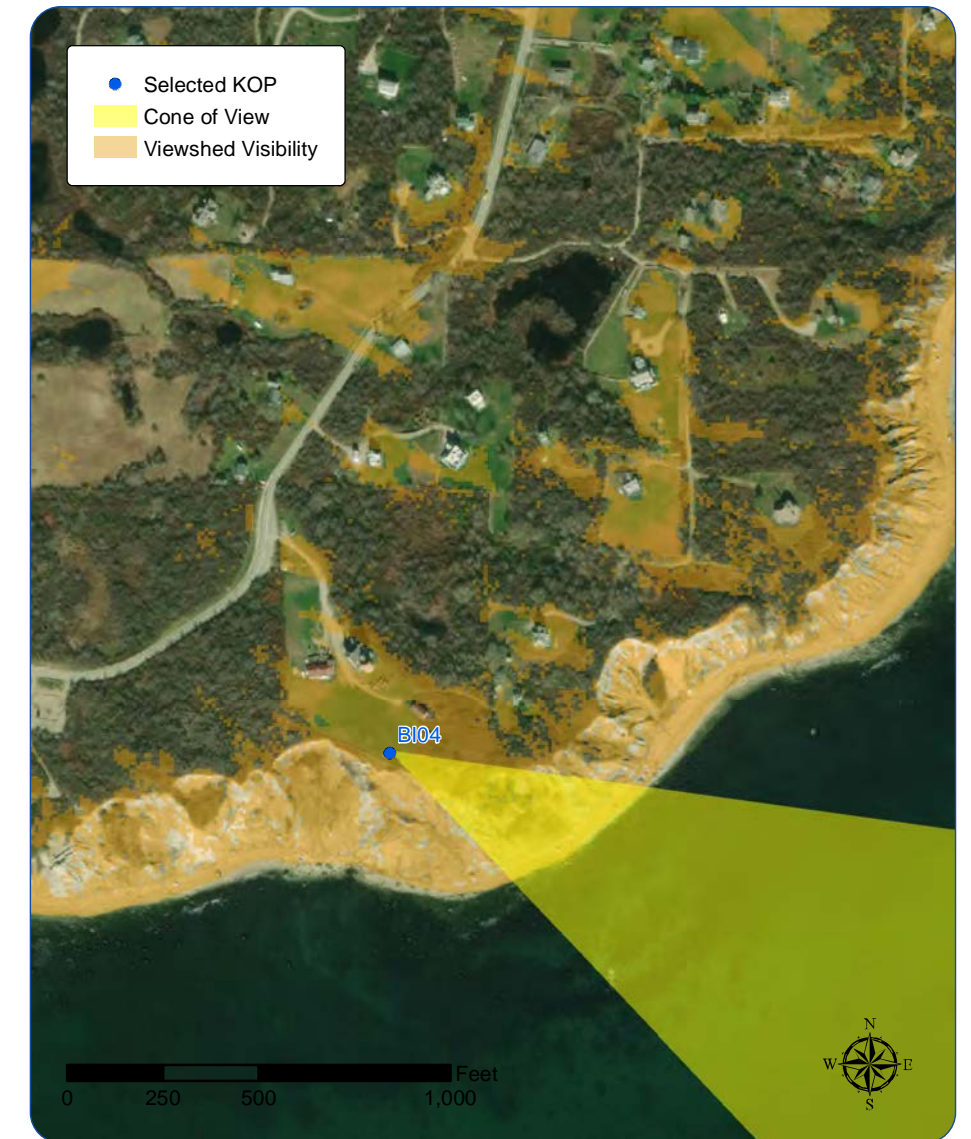 Selected KOP
Cone of View
Viewshed Visibility
BI04
N
W E
S
Feet
0 250 500 1,000